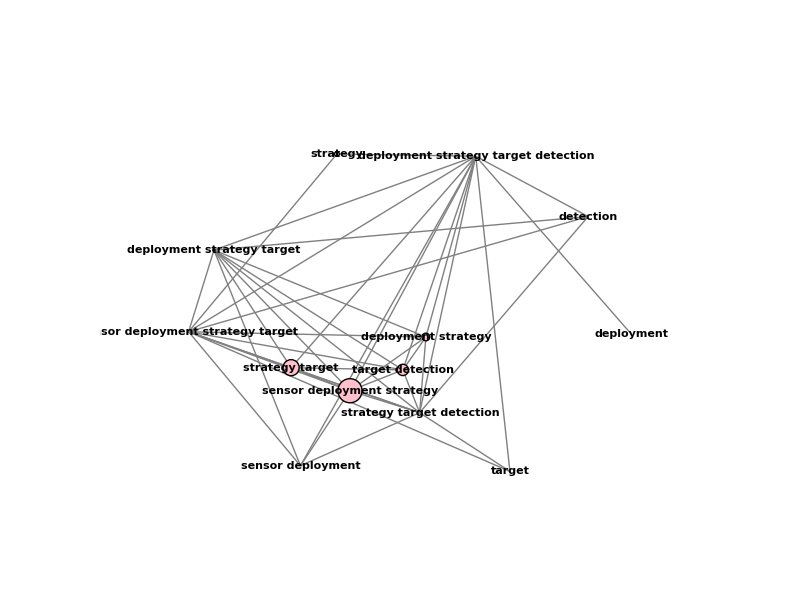 strategy
deployment strategy target detection
detection
deployment strategy target
sor deployment strategy target
deployment strategy
deployment
strategy target
target detection
sensor deployment strategy
strategy target detection
sensor deployment
target